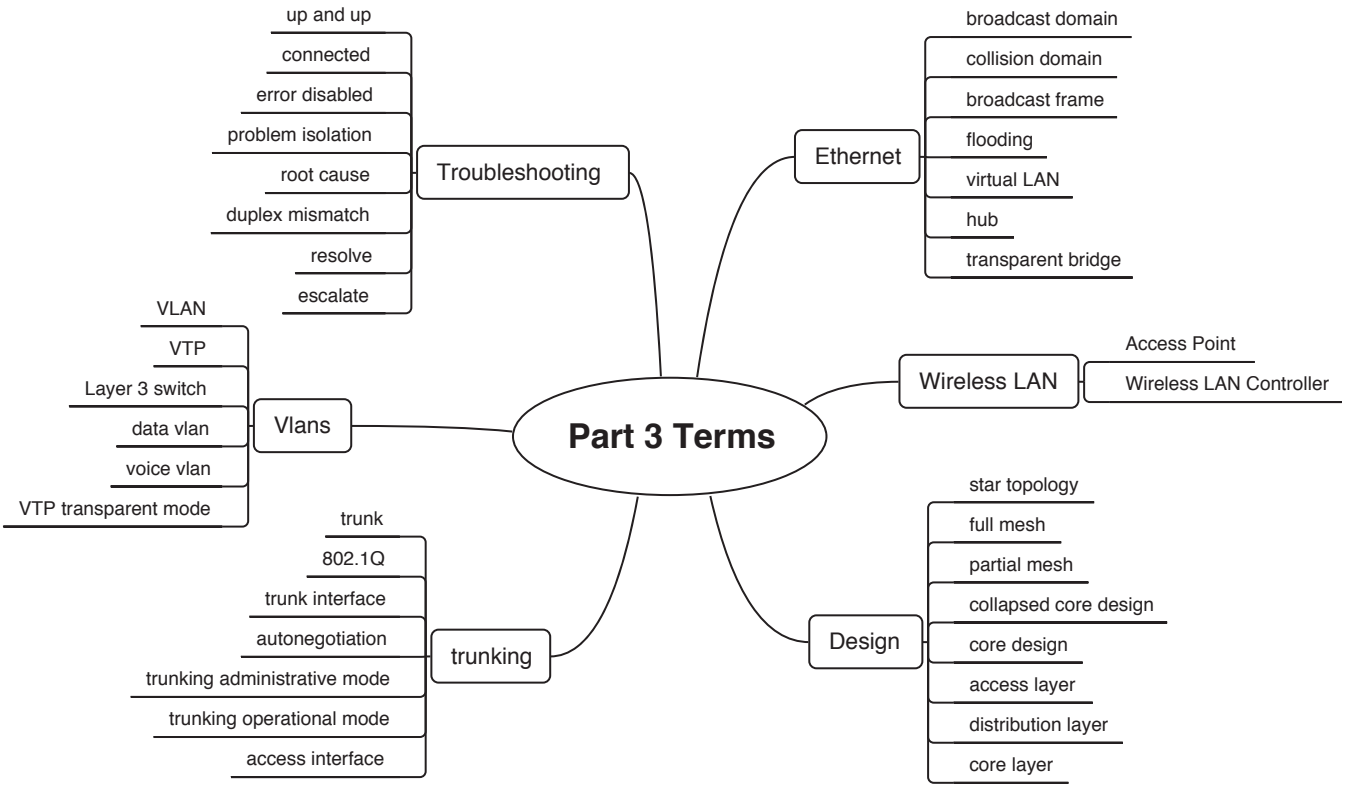 Part 3 Terms
Troubleshooting
up and up
connected
error disabled
problem isolation
root cause
duplex mismatch
resolve
escalate
Vlans
VLAN
VTP
Layer 3 switch
data vlan
voice vlan
VTP transparent mode
trunking
trunk
802.1Q
trunk interface
autonegotiation
trunking administrative mode
trunking operational mode
access interface
Ethernet
broadcast domain
collision domain
broadcast frame
flooding
virtual LAN
hub
transparent bridge
Wireless LAN
Access Point
Wireless LAN Controller
Design
star topology
full mesh
partial mesh
collapsed core design
core design
access layer
distribution layer
core layer